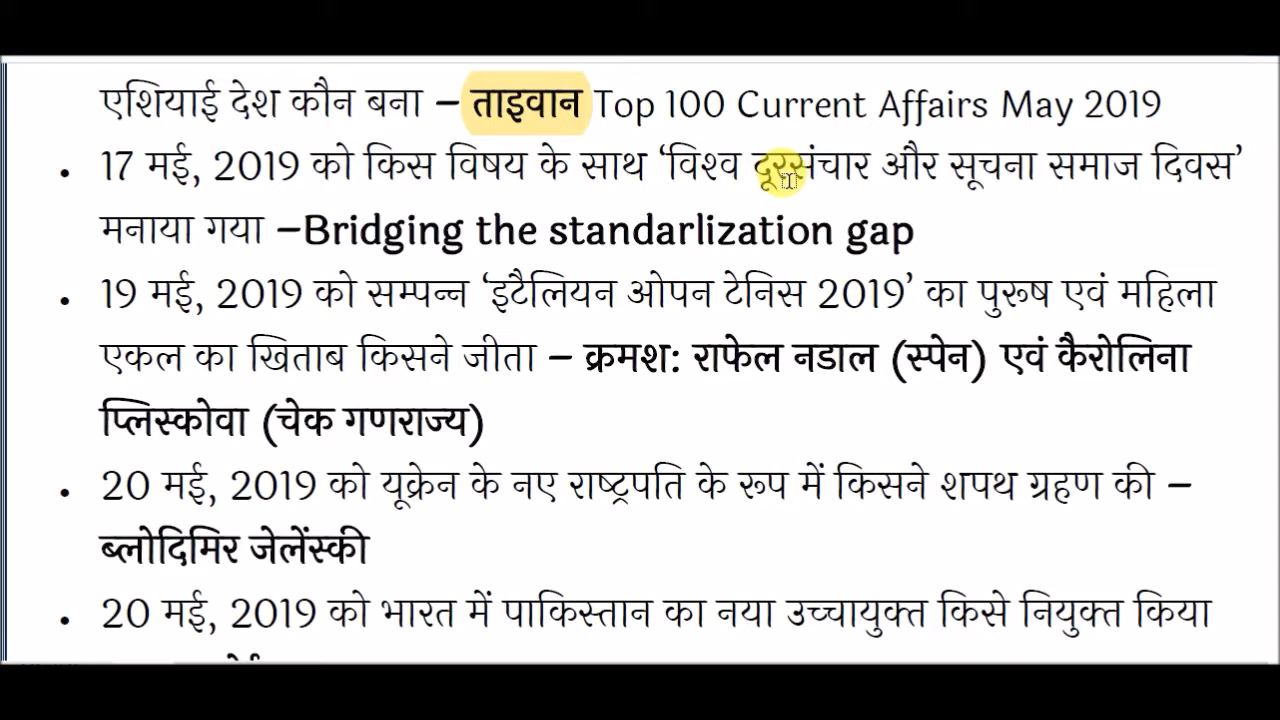 एशियाई देश कौन बना – ताइवान Top 100 Current Affairs May 2019
• 17 मई, 2019 को किस विषय के साथ ‘विश्व दूरसंचार और सूचना समाज दिवस’
मनाया गया –Bridging the standarlization gap
• 19 मई, 2019 को सम्पन्न ‘इटैलियन ओपन टेनिस 2019’ का पुरूष एवं महिला
एकल का खिताब किसने जीता – क्रमश: राफेल नडाल (स्पेन) एवं कैरोलिना
प्लिस्कोवा (चेक गणराज्य)
• 20 मई, 2019 को यूक्रेन के नए राष्ट्रपति के रूप में किसने शपथ ग्रहण की –
ब्लोदिमिर जेलेंस्की
• 20 मई, 2019 को भारत में पाकिस्तान का नया उच्चायुक्त किसे नियुक्त किया